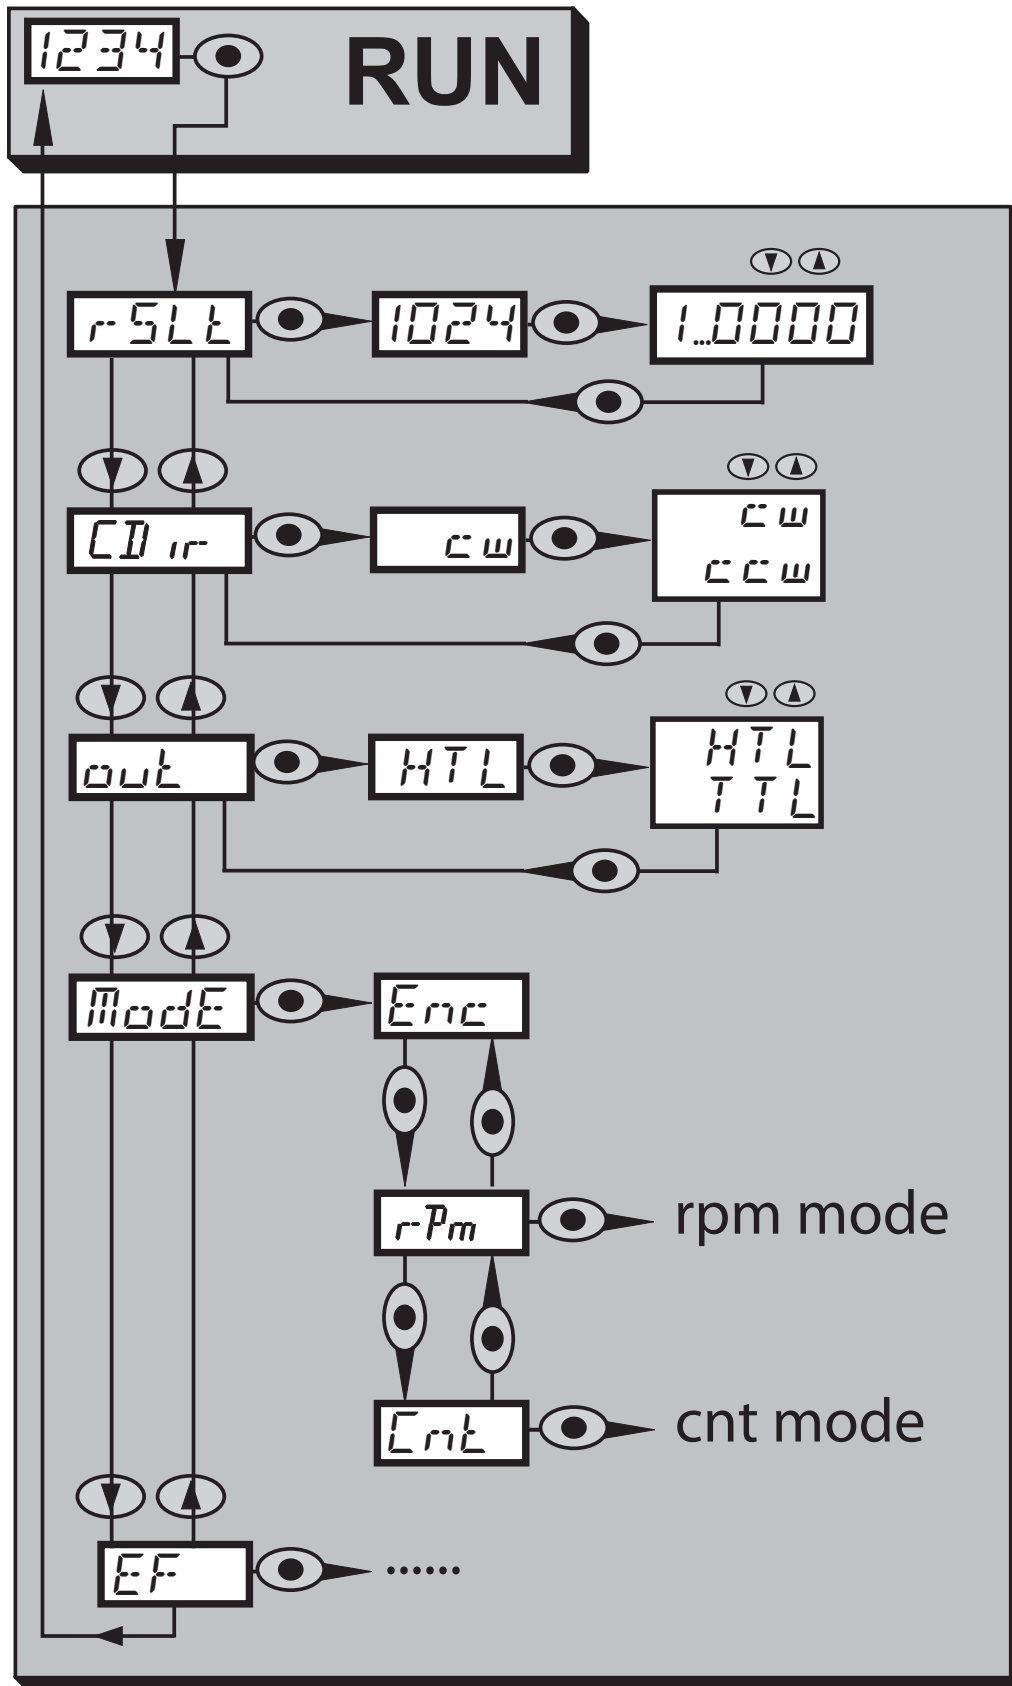 1234
RUN
rSLt
1024
1...0000
CDir
cw
cw
ccw
out
HTL
HTL
TTL
ModE
Enc
rPm
rpm mode
Cnt
cnt mode
EF
......